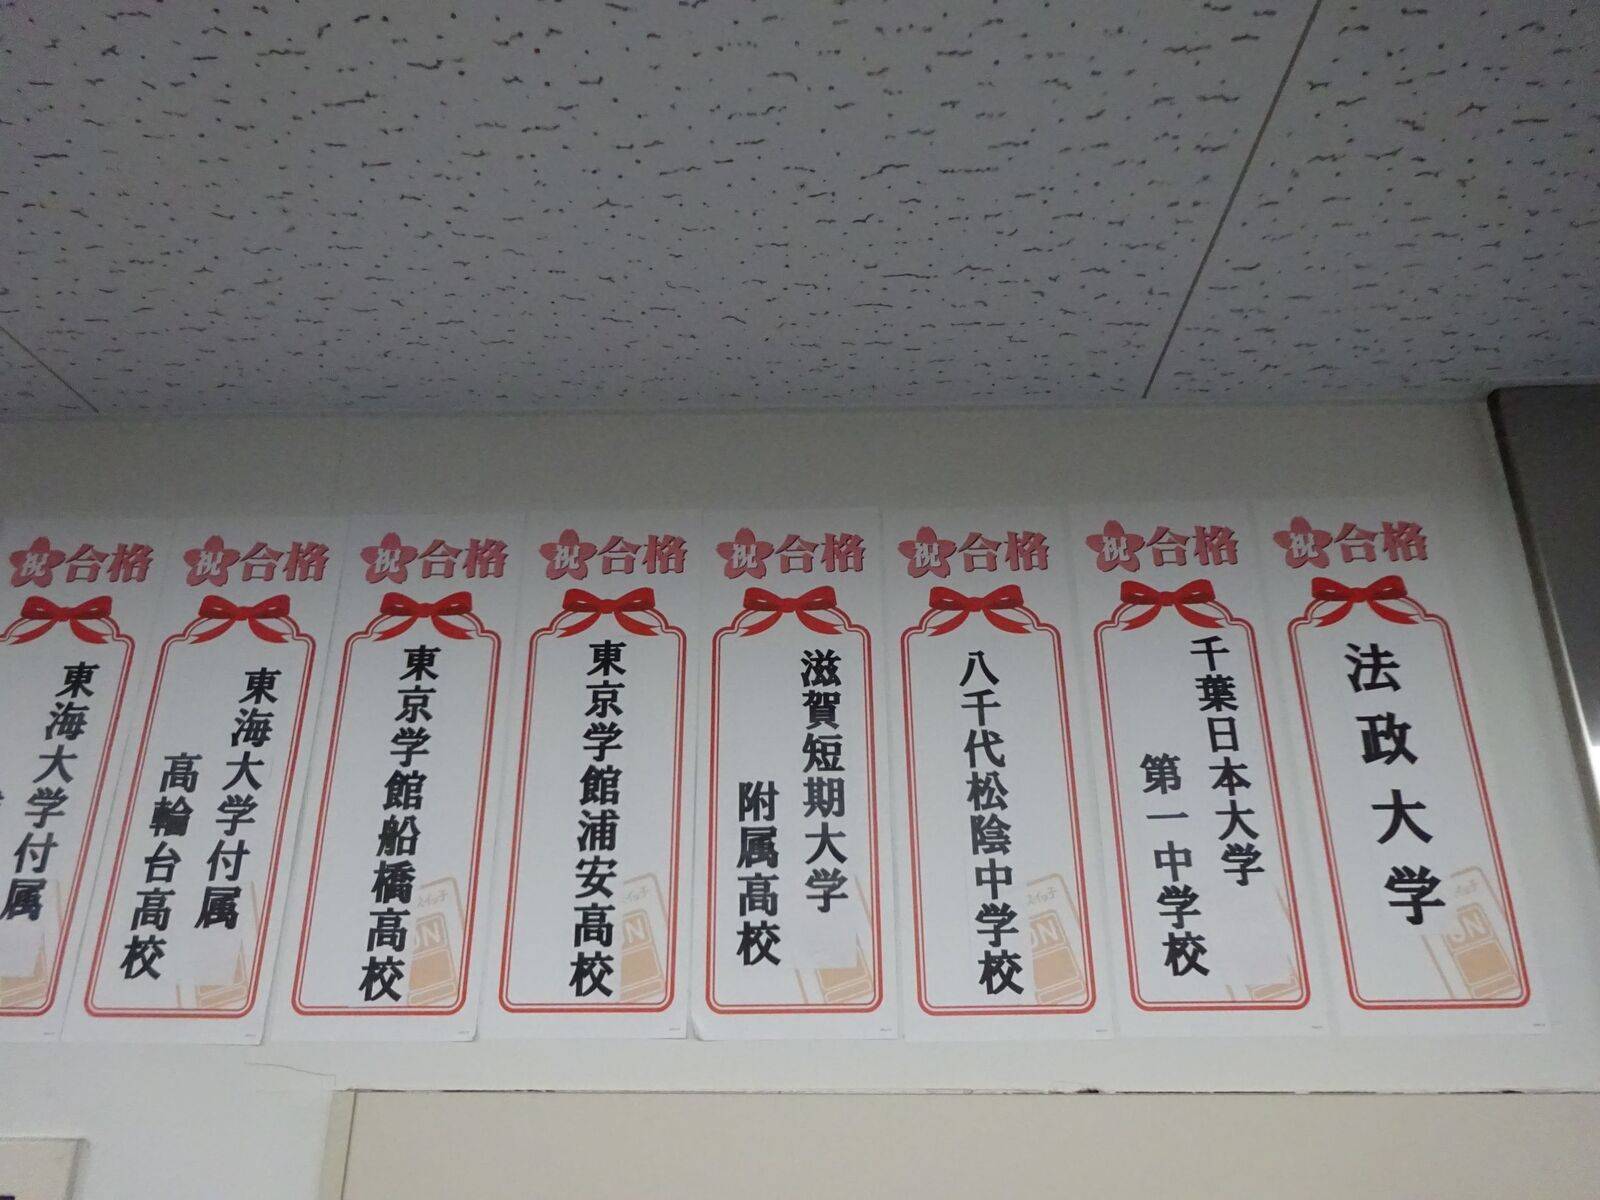 祝合格
法政大学
祝合格
千葉日本大学
第一中学校
祝合格
八千代松陰中学校
祝合格
滋賀短期大学
附属高校
祝合格
東京学館浦安高校
祝合格
東京学館船橋高校
祝合格
東海大学付属
高輪台高校
祝合格
東海大学付属